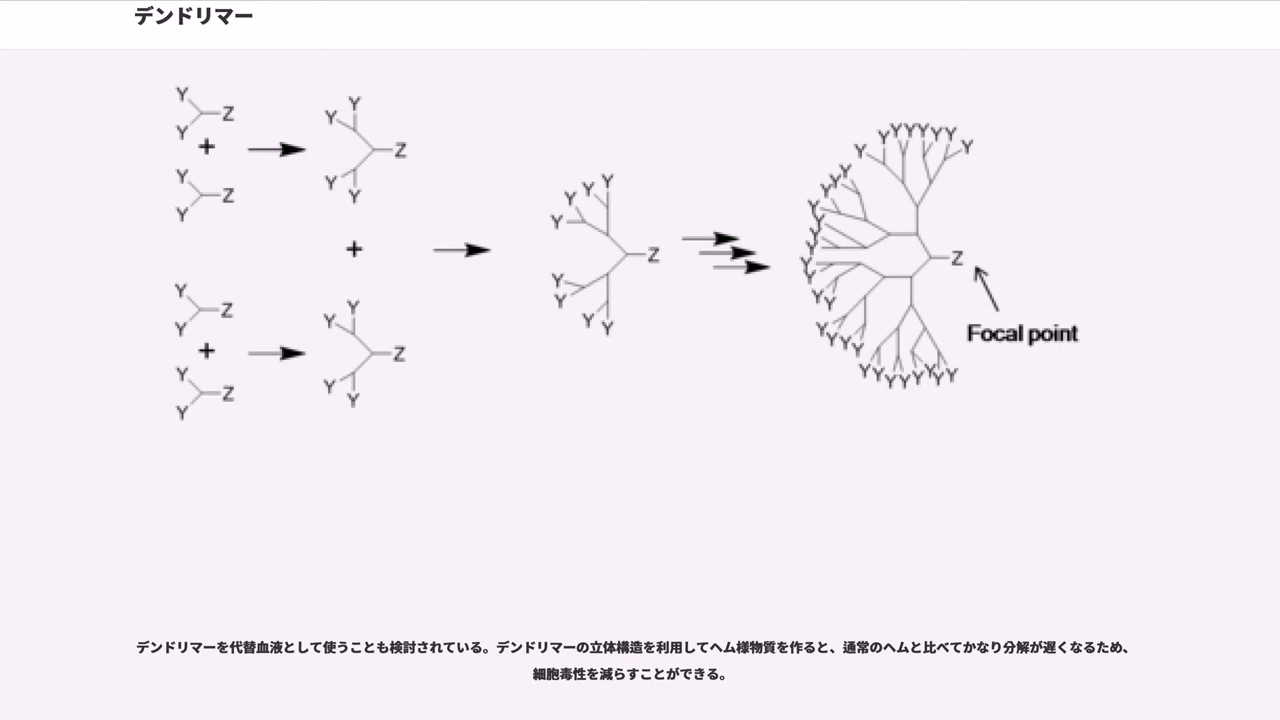 デンドリマー
Y
Y
Z
+
Y
Y
Z
Y
Y
Y
Y
Z
+
Y
Y
Z
+
Y
Y
Z
Y
Y
Y
Y
Z
Y
Y
Y
Y
Y
Y
Y
Y
Z
Y Y Y Y Y Y Y Y
Y Y Y Y Y Y Y Y
Y Y Y Y Y Y Y Y
Y Y Y Y Y Y Y Y
Z
Focal point
デンドリマーを代替血液として使うことも検討されている。デンドリマーの立体構造を利用してヘム様物質を作ると、通常のヘムと比べてかなり分解が遅くなるため、
細胞毒性を減らすことができる。